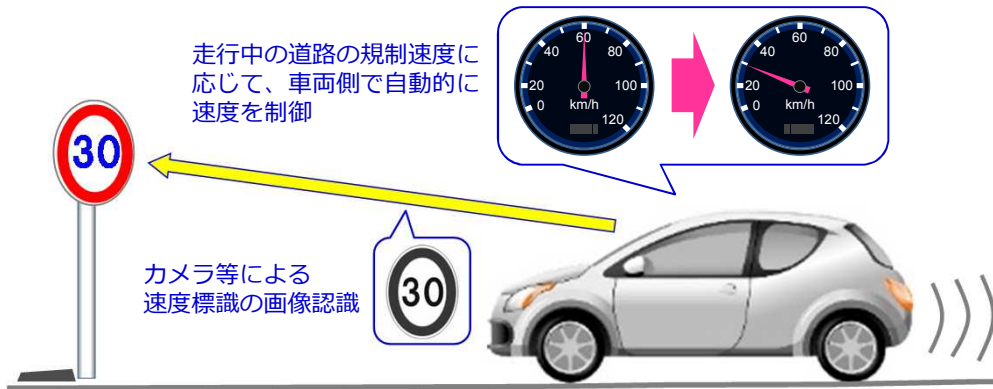 走行中の道路の規制速度に
応じて、車両側で自動的に
速度を制御
0
20
40
60
80
100
120
km/h
0
20
40
60
80
100
120
km/h
30
カメラ等による
速度標識の画像認識
30